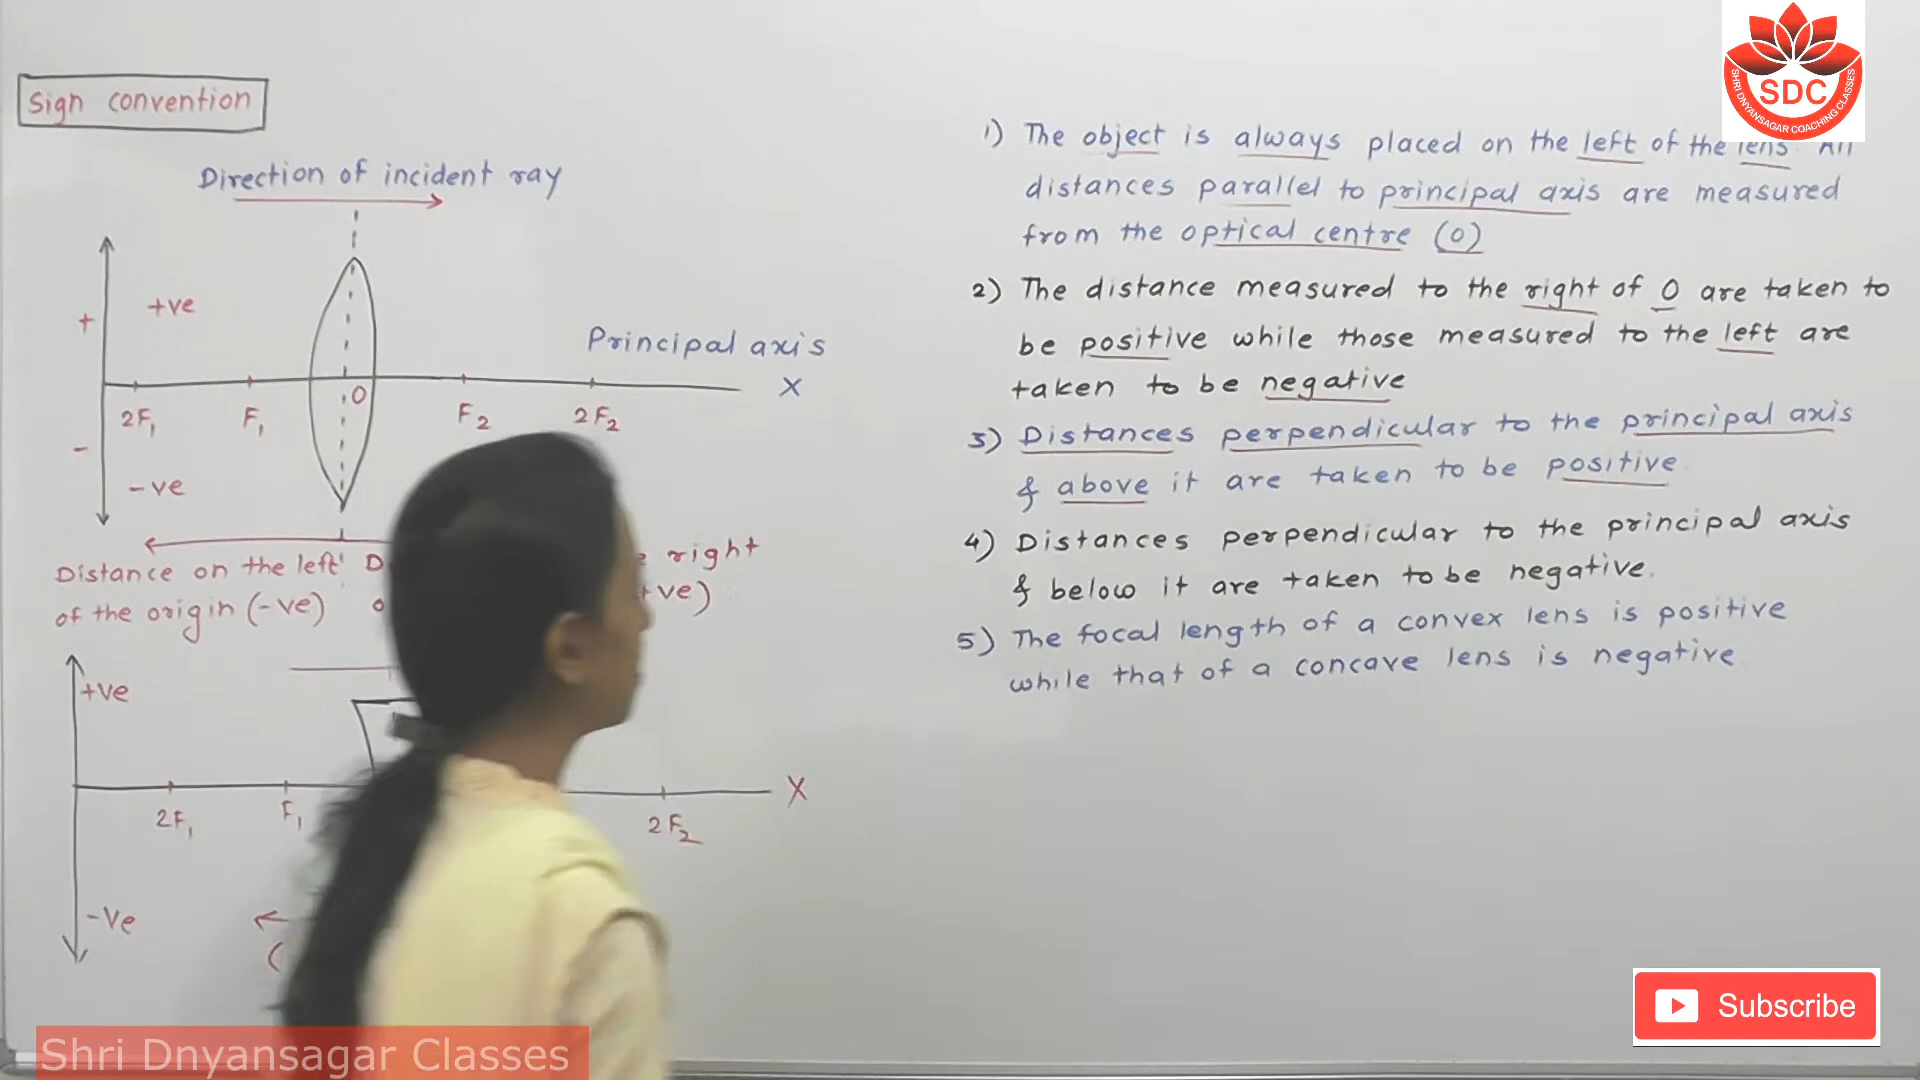 Sign convention
Direction of incident ray
+ve
+
Principal axis
X
O
2F₁
F₁
F₂
2F₂
-
-ve
Distance on the left
of the origin (-ve)
right
+ve)
+ve
X
2F₁
F₁
2F₂
-ve
(
1) The object is always placed on the left of the lens. All
distances parallel to principal axis are measured
from the optical centre (O)
2) The distance measured to the right of O are taken to
be positive while those measured to the left are
taken to be negative
3) Distances perpendicular to the principal axis
& above it are taken to be positive.
4) Distances perpendicular to the principal axis
& below it are taken to be negative.
5) The focal length of a convex lens is positive
while that of a concave lens is negative
SDC
SHRI DNYANSAGAR COACHING CLASSES
Subscribe
Shri Dnyansagar Classes